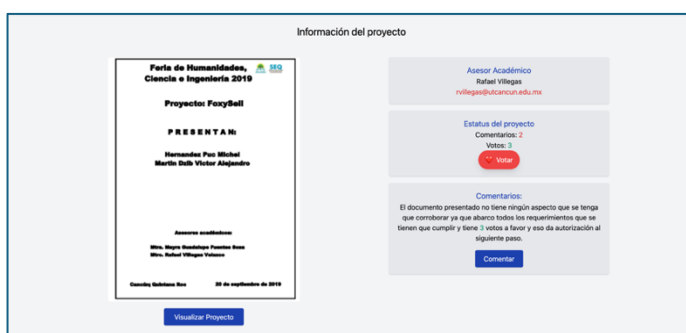 Información del proyecto
Feria de Humanidades,
Ciencia e Ingeniería 2019
SEQ
Proyecto: FoxySell
P R E S E N T A N:
Hernandez Puc Michel
Martin Dzib Victor Alejandro
Asesores académicos:
Mtra. Mayra Guadalupe Fuentes Sosa
Mtro. Rafael Villegas Velasco
Cancún; Quintana Roo 20 de septiembre de 2019
Visualizar Proyecto
Asesor Académico
Rafael Villegas
rvillegas@utcancun.edu.mx
Estatus del proyecto
Comentarios: 2
Votos: 3
Votar
Comentarios:
El documento presentado no tiene ningún aspecto que se tenga
que corroborar ya que abarco todos los requerimientos que se
tienen que cumplir y tiene 3 votos a favor y eso da autorización al
siguiente paso.
Comentar